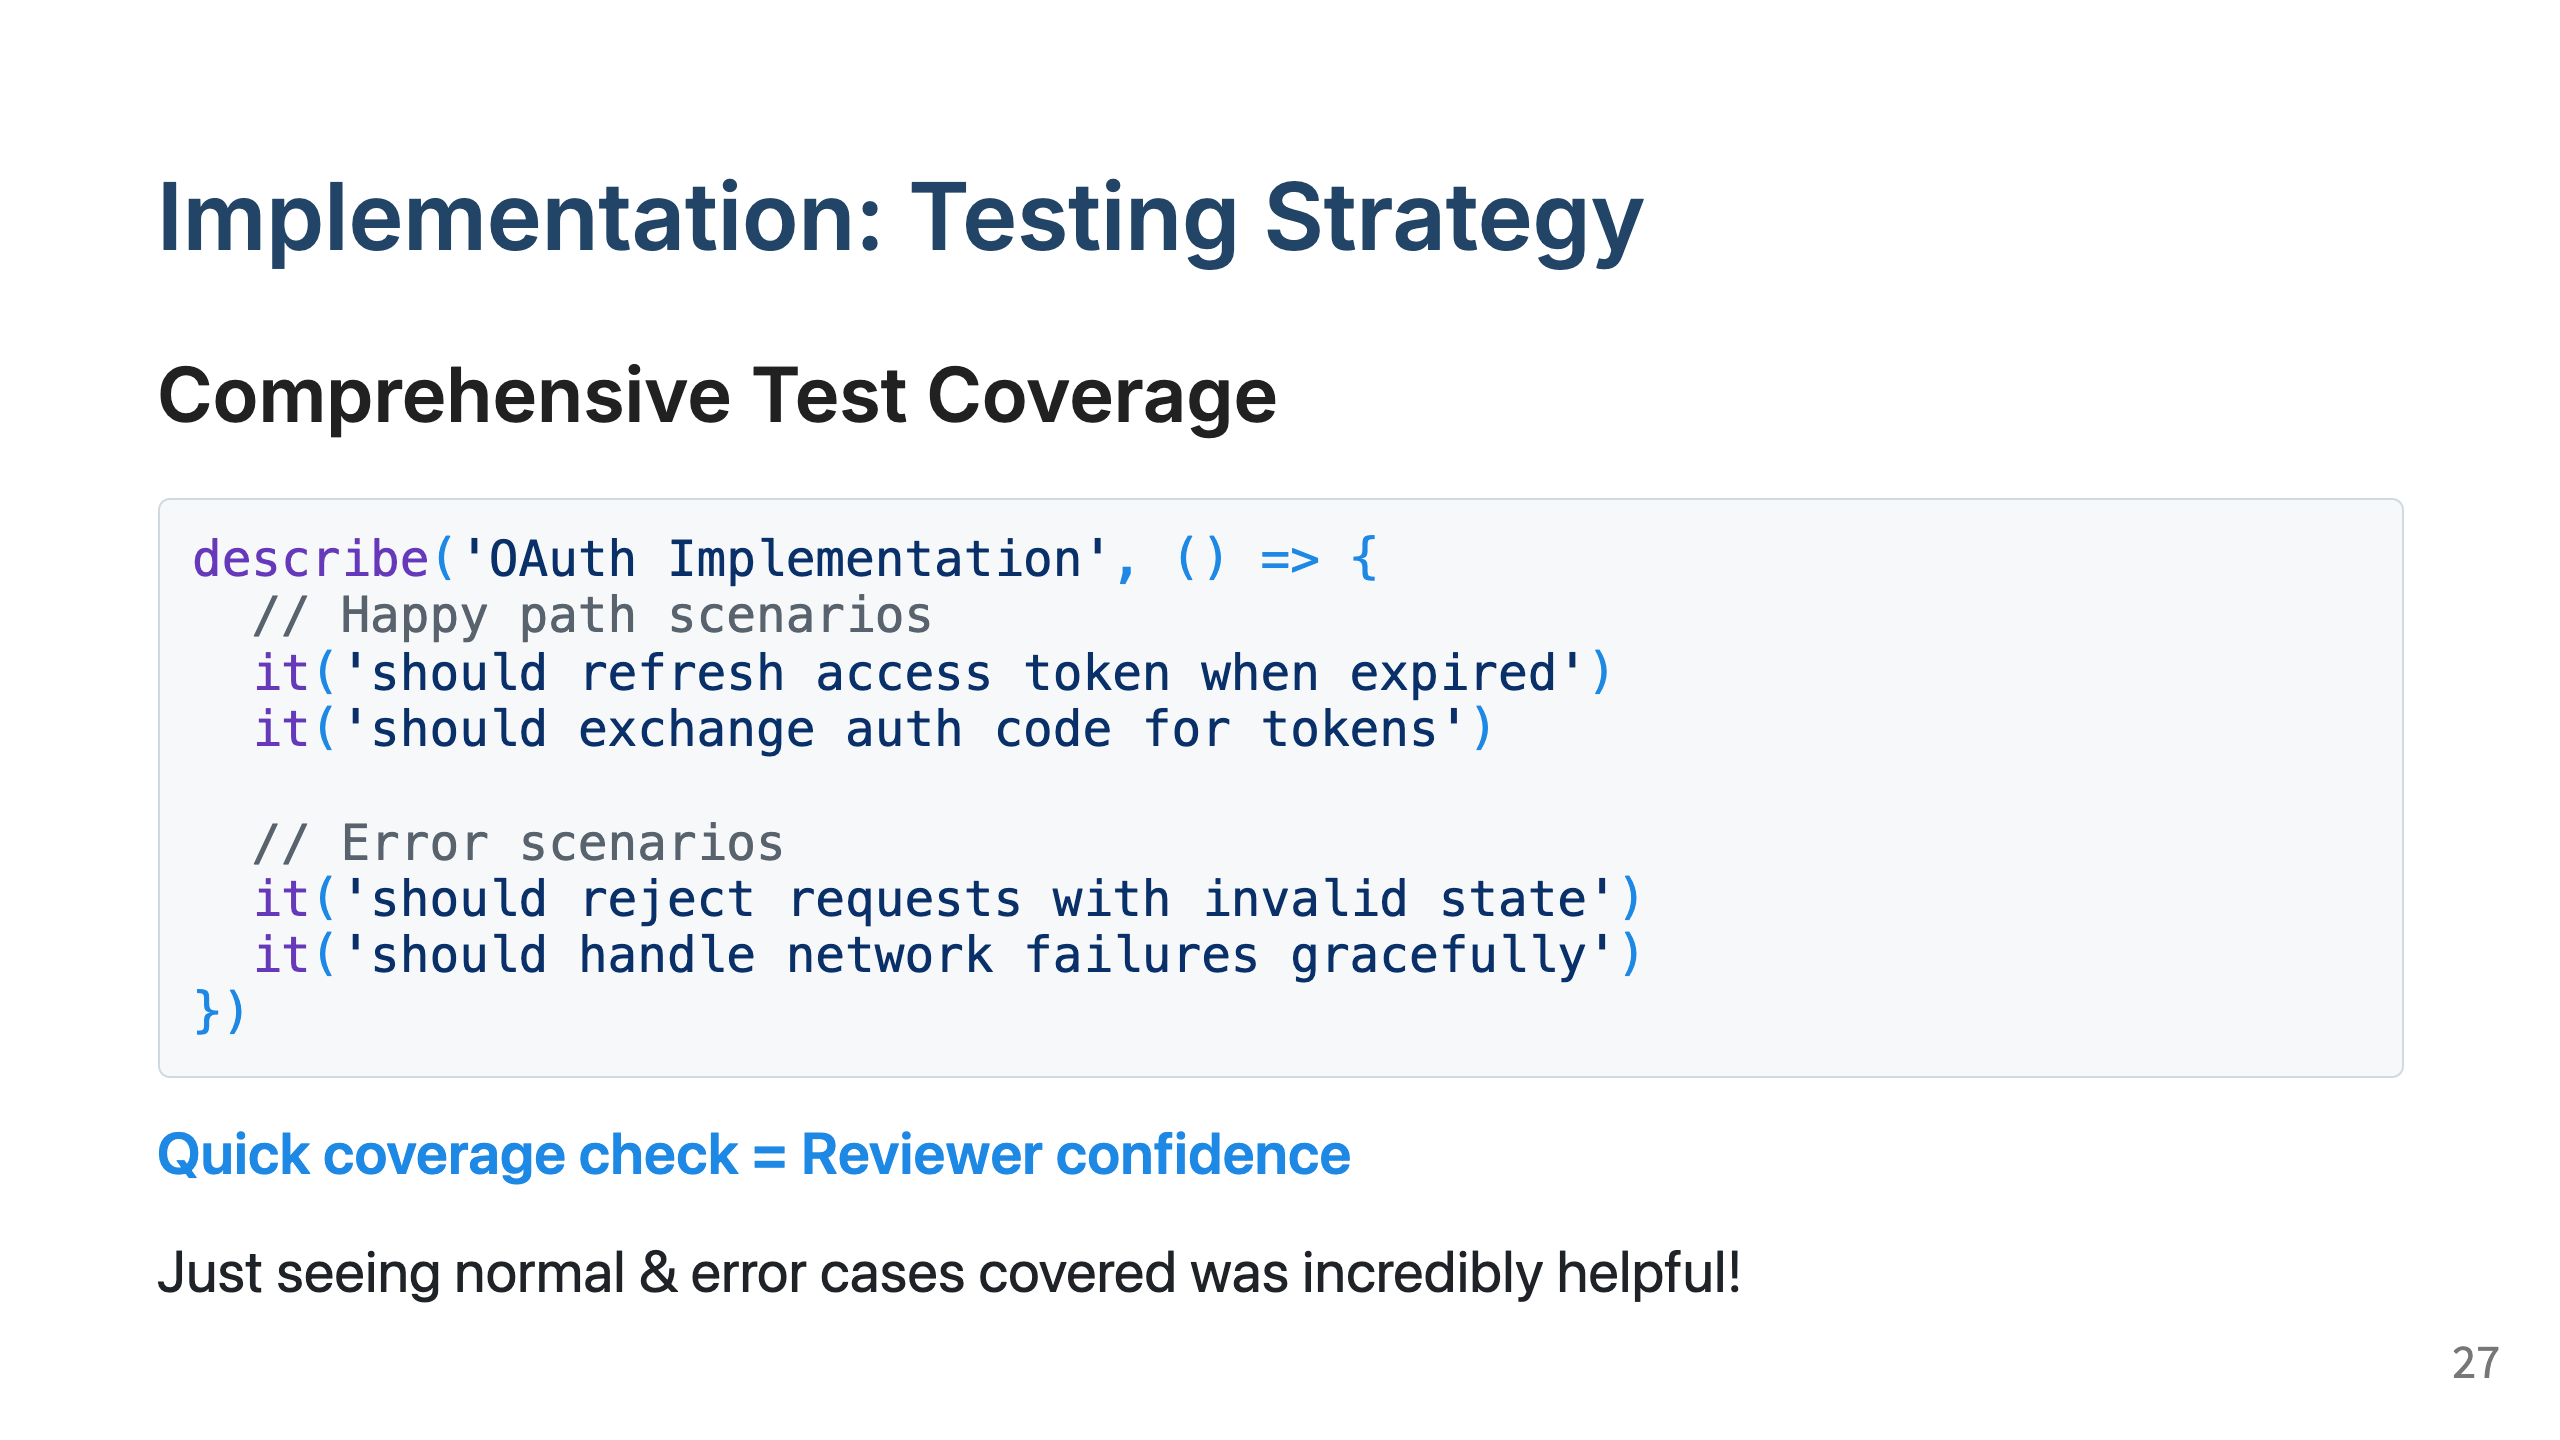 Implementation: Testing Strategy
Comprehensive Test Coverage
describe('OAuth Implementation', () => {
  // Happy path scenarios
  it('should refresh access token when expired')
  it('should exchange auth code for tokens')

  // Error scenarios
  it('should reject requests with invalid state')
  it('should handle network failures gracefully')
})
Quick coverage check = Reviewer confidence
Just seeing normal & error cases covered was incredibly helpful!
27